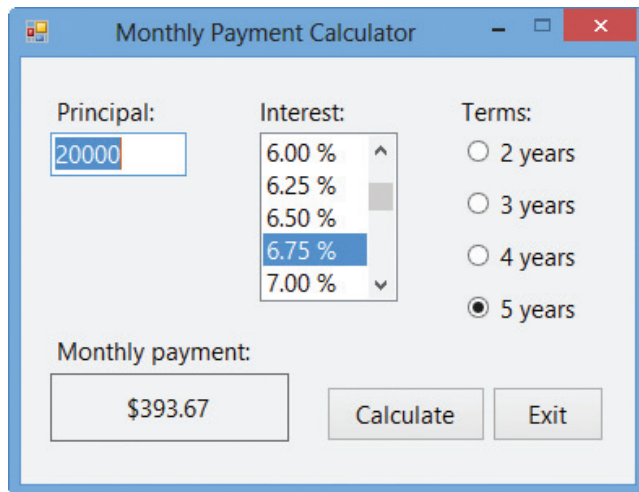 Monthly Payment Calculator
Principal:
20000
Interest:
6.00 %
6.25 %
6.50 %
6.75 %
7.00 %
Terms:
2 years
3 years
4 years
5 years
Monthly payment:
$393.67
Calculate
Exit